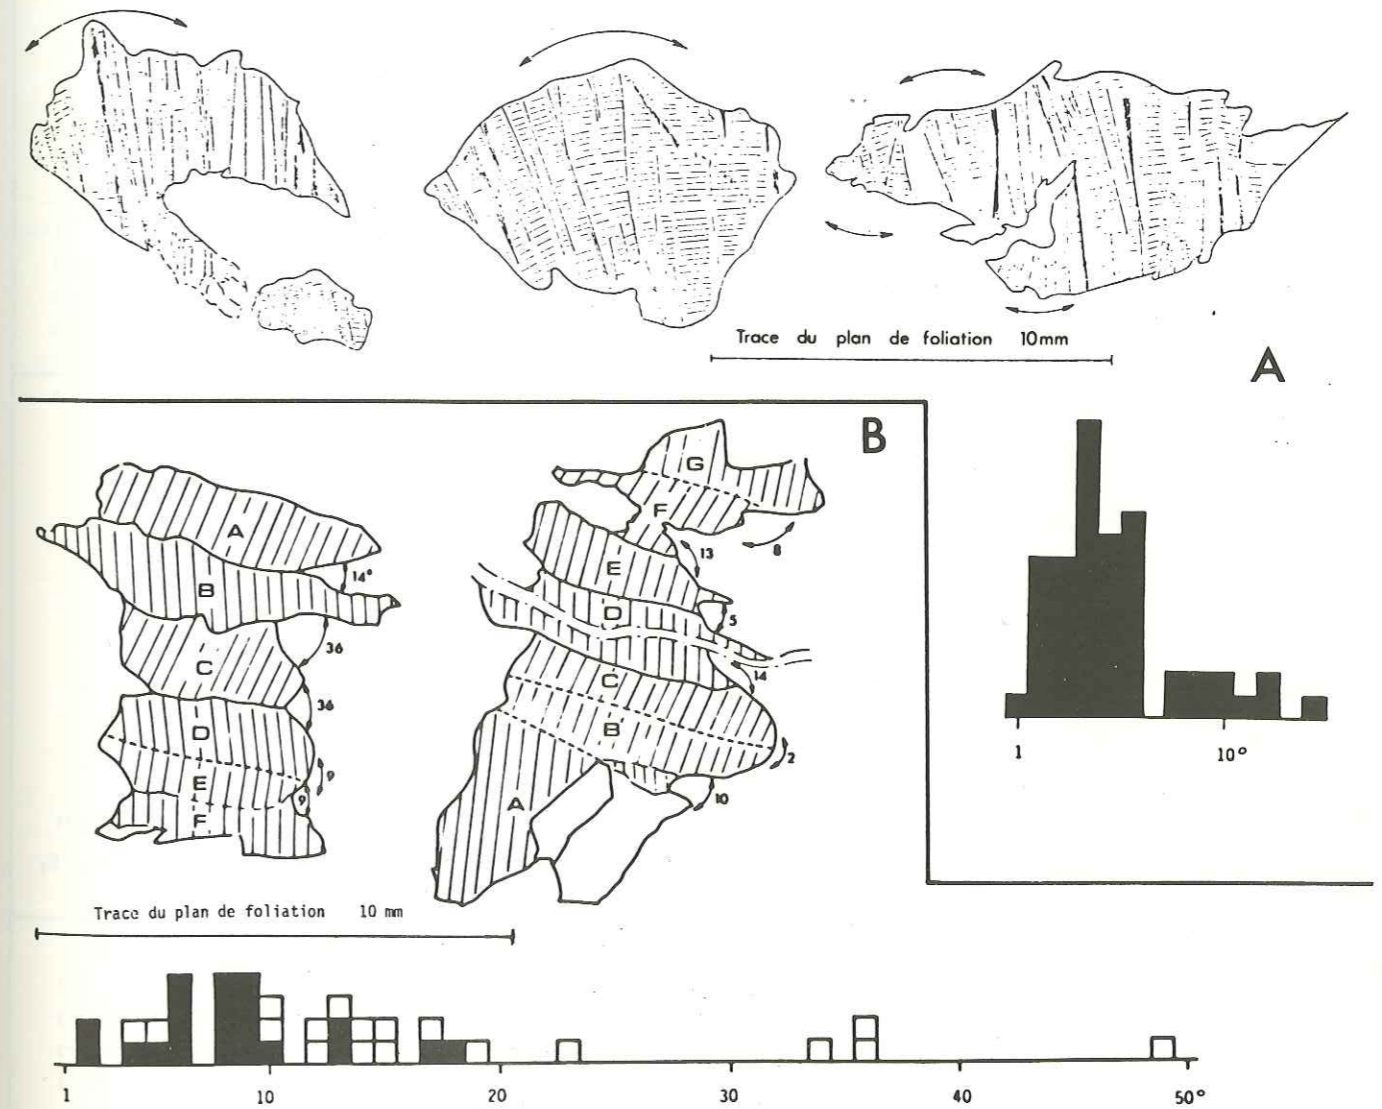 Trace du plan de foliation 10mm
A
B
A
B
C
D
E
F
14°
36
36
9
9
G
F
E
D
C
B
A
8
13
5
14
2
10
1 10°
Trace du plan de foliation 10 mm
1 10 20 30 40 50°